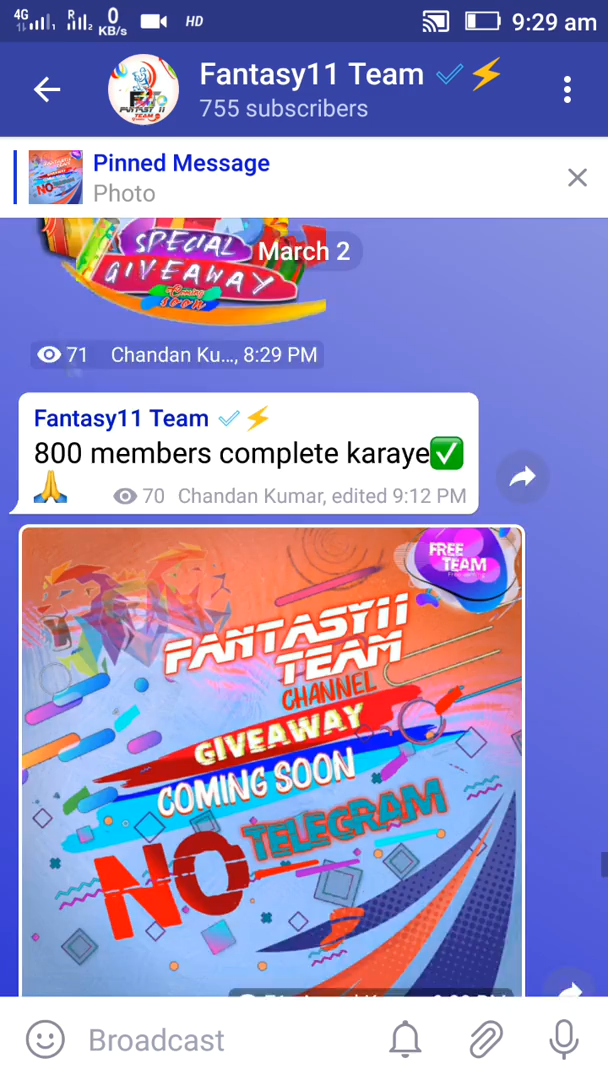 4G R 0 KB/s HD 9:29 am
Fantasy11 Team
755 subscribers
Pinned Message
Photo
SPECIAL
GIVEAWAY
Coming
soon
March 2
71 Chandan Ku..., 8:29 PM
Fantasy11 Team
800 members complete karaye✅
🙏 70 Chandan Kumar, edited 9:12 PM
FREE
TEAM
FANTASY11
TEAM
CHANNEL
GIVEAWAY
COMING SOON
NO TELEGRAM
Broadcast